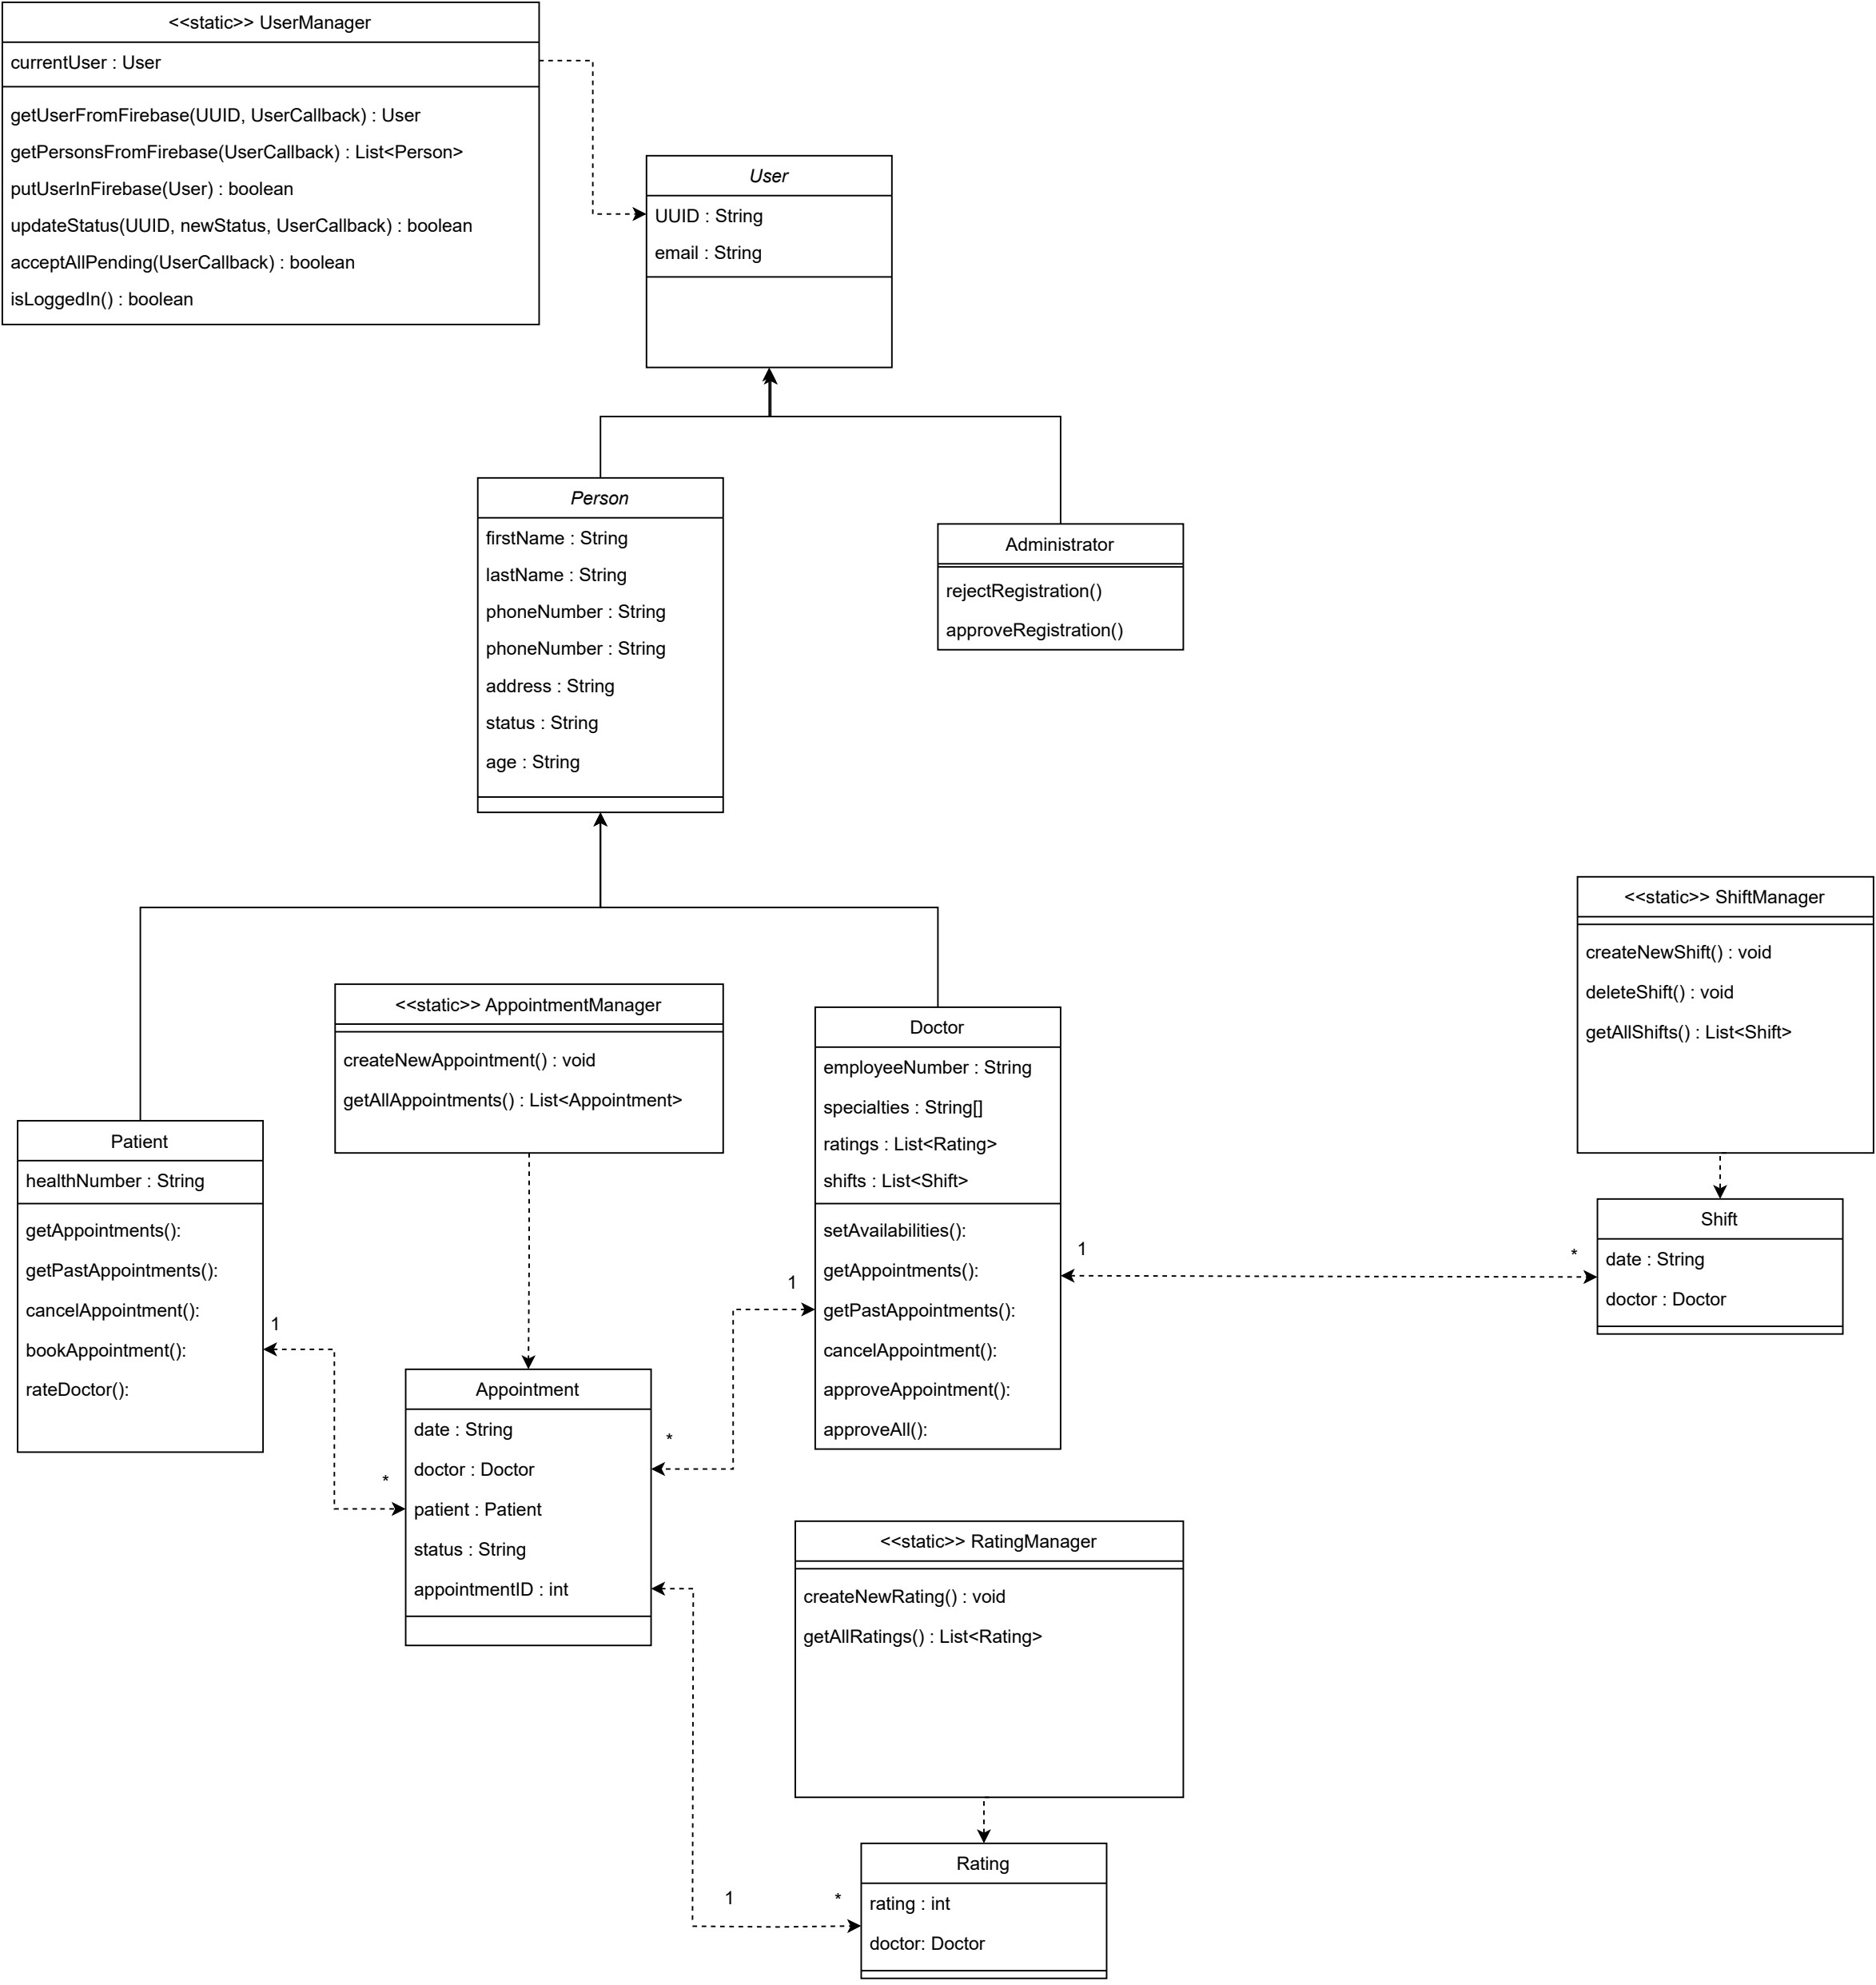 <<static>> UserManager
currentUser : User
getUserFromFirebase(UUID, UserCallback) : User
getPersonsFromFirebase(UserCallback) : List<Person>
putUserInFirebase(User) : boolean
updateStatus(UUID, newStatus, UserCallback) : boolean
acceptAllPending(UserCallback) : boolean
isLoggedIn() : boolean
User
UUID : String
email : String
Person
firstName : String
lastName : String
phoneNumber : String
phoneNumber : String
address : String
status : String
age : String
Administrator
rejectRegistration()
approveRegistration()
<<static>> ShiftManager
createNewShift() : void
deleteShift() : void
getAllShifts() : List<Shift>
<<static>> AppointmentManager
createNewAppointment() : void
getAllAppointments() : List<Appointment>
Doctor
employeeNumber : String
specialties : String[]
ratings : List<Rating>
shifts : List<Shift>
setAvailabilities():
getAppointments():
getPastAppointments():
cancelAppointment():
approveAppointment():
approveAll():
Patient
healthNumber : String
getAppointments():
getPastAppointments():
cancelAppointment():
bookAppointment():
rateDoctor():
1
*
1
*
1
*
Shift
date : String
doctor : Doctor
Appointment
date : String
doctor : Doctor
patient : Patient
status : String
appointmentID : int
<<static>> RatingManager
createNewRating() : void
getAllRatings() : List<Rating>
1
*
Rating
rating : int
doctor: Doctor